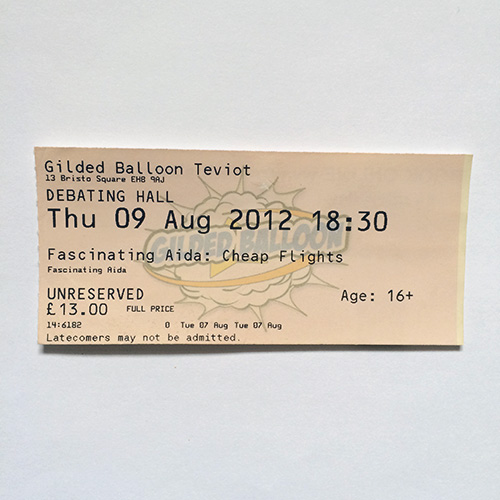 Gilded Balloon Teviot
13 Bristo Square EH8 9AJ
DEBATING HALL
Thu 09 Aug 2012 18:30
GILDED BALLOON
Fascinating Aida: Cheap Flights
Fascinating Aida
UNRESERVED Age: 16+
£13.00 FULL PRICE
14:6182 0 Tue 07 Aug Tue 07 Aug
Latecomers may not be admitted.